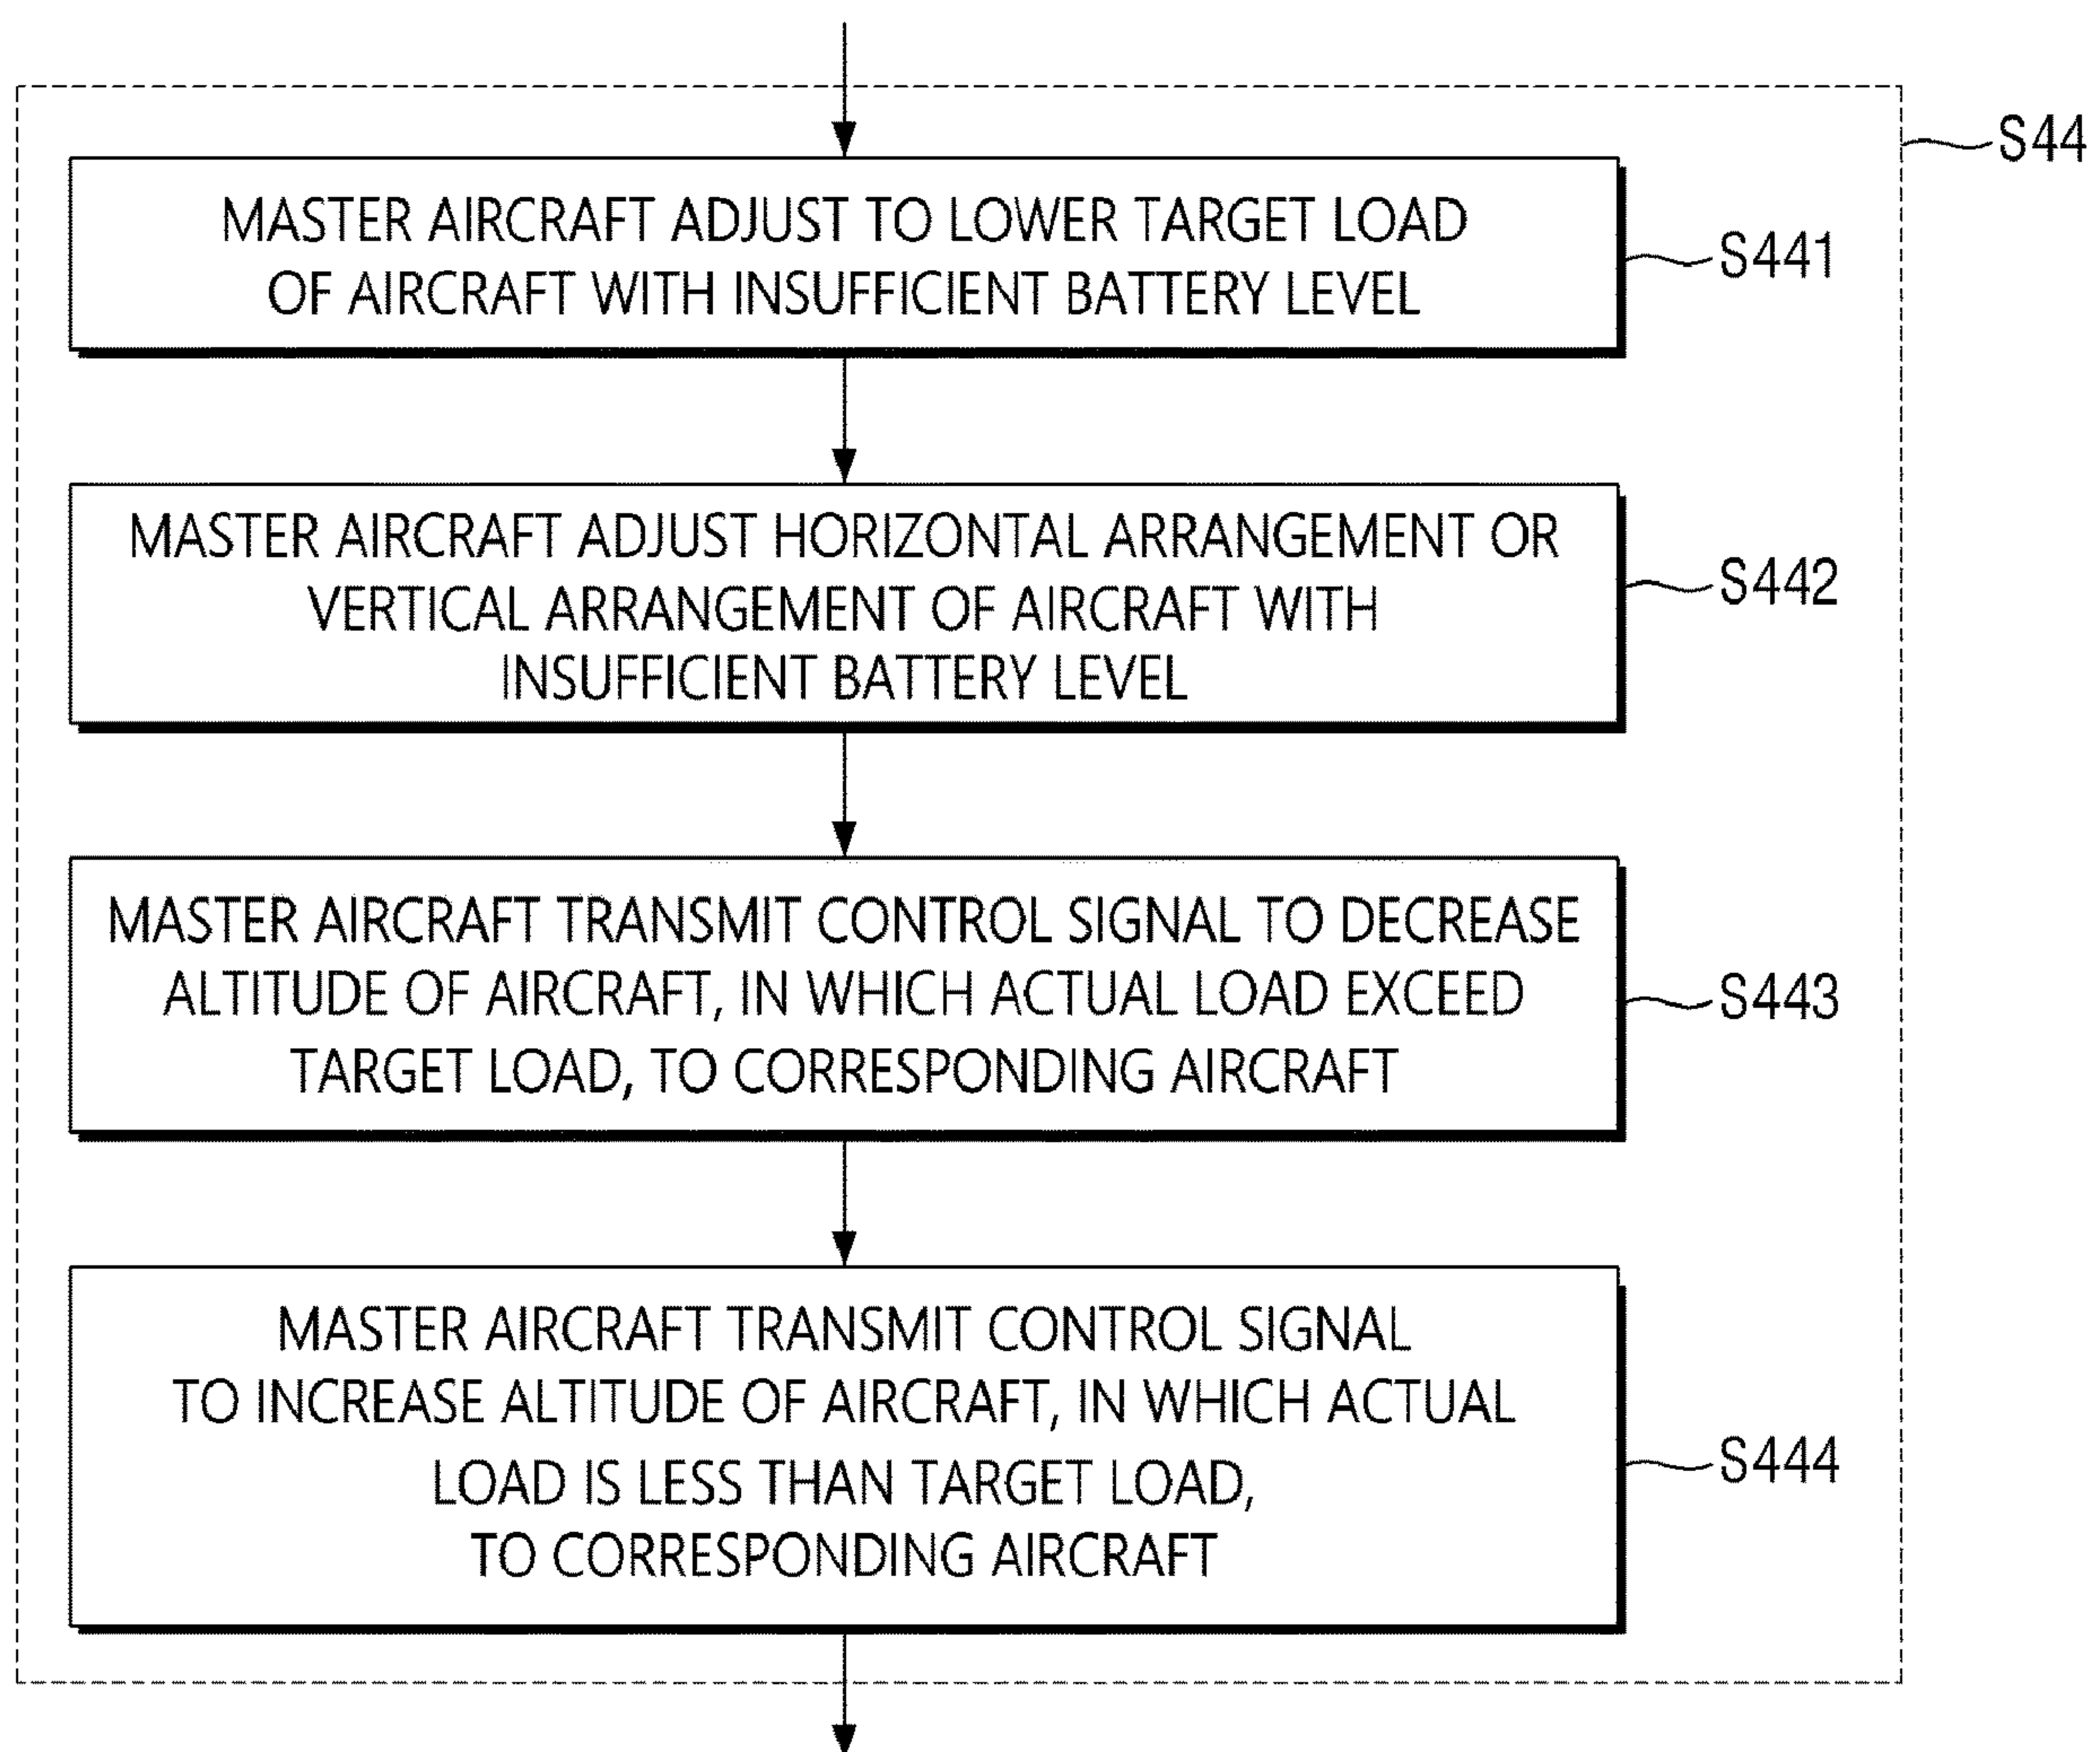 S44
MASTER AIRCRAFT ADJUST TO LOWER TARGET LOAD
OF AIRCRAFT WITH INSUFFICIENT BATTERY LEVEL
S441
MASTER AIRCRAFT ADJUST HORIZONTAL ARRANGEMENT OR
VERTICAL ARRANGEMENT OF AIRCRAFT WITH
INSUFFICIENT BATTERY LEVEL
S442
MASTER AIRCRAFT TRANSMIT CONTROL SIGNAL TO DECREASE
ALTITUDE OF AIRCRAFT, IN WHICH ACTUAL LOAD EXCEED
TARGET LOAD, TO CORRESPONDING AIRCRAFT
S443
MASTER AIRCRAFT TRANSMIT CONTROL SIGNAL
TO INCREASE ALTITUDE OF AIRCRAFT, IN WHICH ACTUAL
LOAD IS LESS THAN TARGET LOAD,
TO CORRESPONDING AIRCRAFT
S444